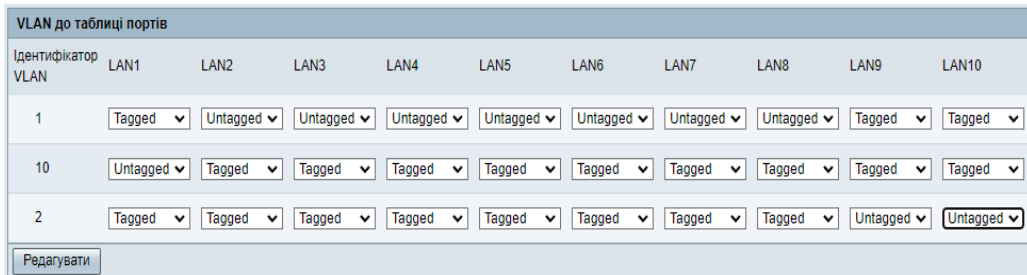 VLAN до таблиці портів
Ідентифікатор VLAN LAN1 LAN2 LAN3 LAN4 LAN5 LAN6 LAN7 LAN8 LAN9 LAN10
1 Tagged Untagged Untagged Untagged Untagged Untagged Untagged Untagged Tagged Tagged
10 Untagged Tagged Tagged Tagged Tagged Tagged Tagged Tagged Tagged Tagged
2 Tagged Tagged Tagged Tagged Tagged Tagged Tagged Tagged Untagged Untagged
Редагувати